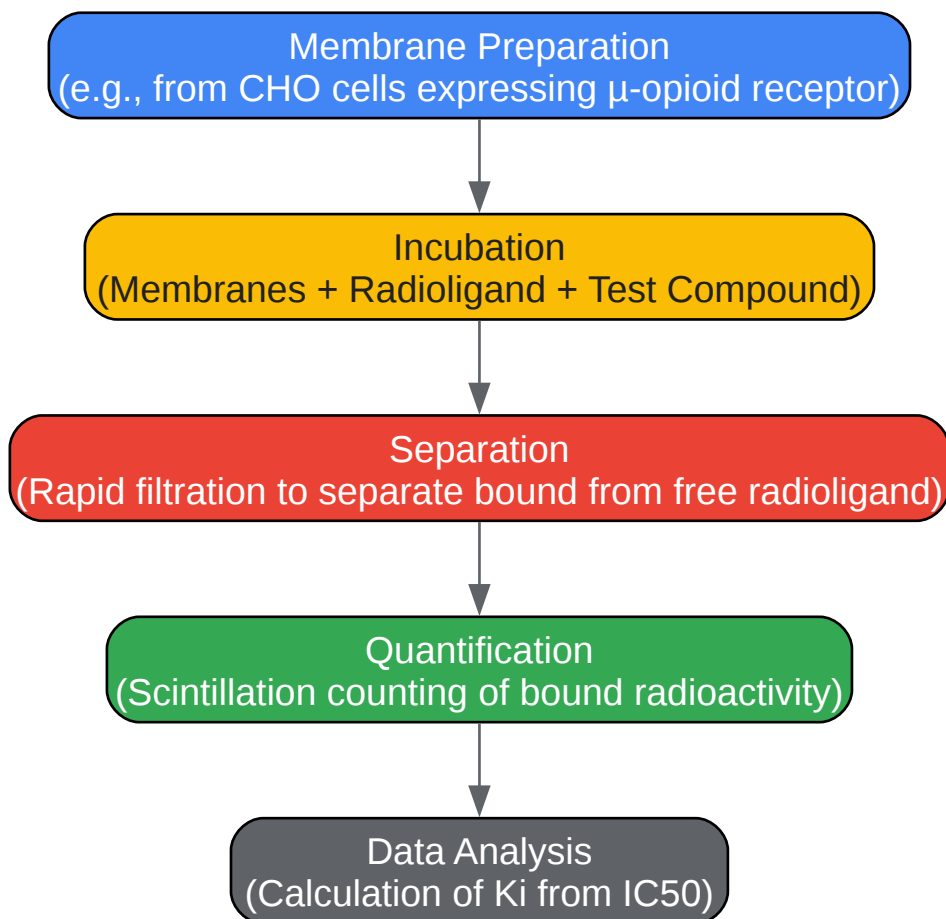 Membrane Preparation
(e.g., from CHO cells expressing µ-opioid receptor)
Incubation
(Membranes + Radioligand + Test Compound)
Separation
(Rapid filtration to separate bound from free radioligand)
Quantification
(Scintillation counting of bound radioactivity)
Data Analysis
(Calculation of Ki from IC50)